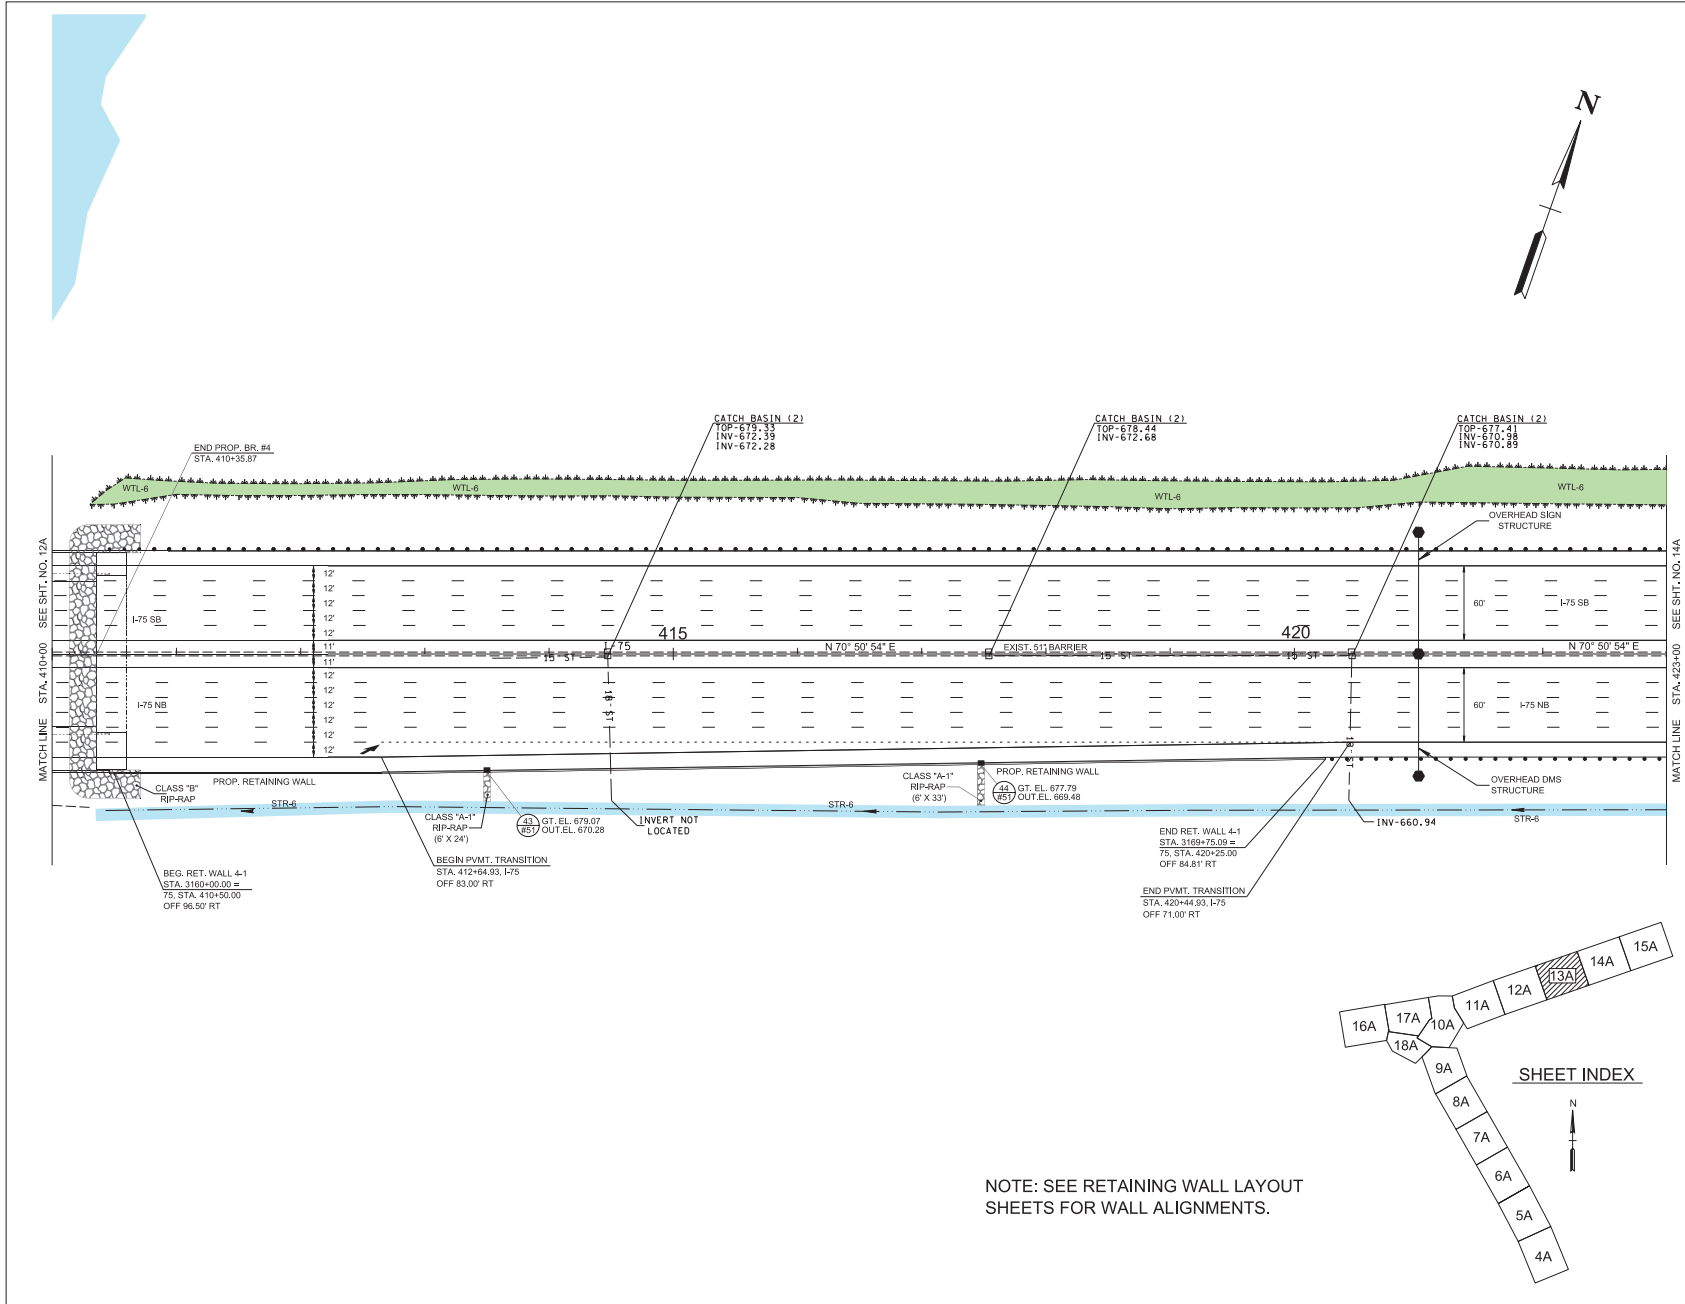 N
CATCH BASIN (2)
TOP-679.33
INV-672.39
INV-672.28
CATCH BASIN (2)
TOP-678.44
INV-672.68
CATCH BASIN (2)
TOP-677.41
INV-670.98
INV-670.89
END PROP. BR. #4
STA. 410+35.87
WTL-6
WTL-6
WTL-6
WTL-6
OVERHEAD SIGN
STRUCTURE
MATCH LINE STA. 410+00 SEE SHT. NO. 12A
MATCH LINE STA. 423+00 SEE SHT. NO. 14A
12'
12'
12'
12'
12'
11'
11'
12'
12'
12'
12'
12'
12'
60'
60'
I-75 SB
I-75 SB
I-75 NB
I-75 NB
415
420
I-75
N 70° 50' 54" E
EXIST. 51" BARRIER
N 70° 50' 54" E
15" ST
15" ST
15" ST
18" ST
18" ST
CLASS "B"
RIP-RAP
PROP. RETAINING WALL
CLASS "A-1"
RIP-RAP
(6' X 33')
PROP. RETAINING WALL
44
#51
GT. EL. 677.79
OUT.EL. 669.48
OVERHEAD DMS
STRUCTURE
STR-6
STR-6
STR-6
CLASS "A-1"
RIP-RAP
(6' X 24')
43
#51
GT. EL. 679.07
OUT.EL. 670.28
INVERT NOT
LOCATED
INV-660.94
BEG. RET. WALL 4-1
STA. 3160+00.00 =
75, STA. 410+50.00
OFF 96.50' RT
BEGIN PVMT. TRANSITION
STA. 412+64.93, I-75
OFF 83.00' RT
END RET. WALL 4-1
STA. 3169+75.09 =
75, STA. 420+25.00
OFF 84.81' RT
END PVMT. TRANSITION
STA. 420+44.93, I-75
OFF 71.00' RT
15A
14A
13A
12A
11A
10A
17A
16A
18A
9A
8A
7A
6A
5A
4A
SHEET INDEX
N
NOTE: SEE RETAINING WALL LAYOUT
SHEETS FOR WALL ALIGNMENTS.